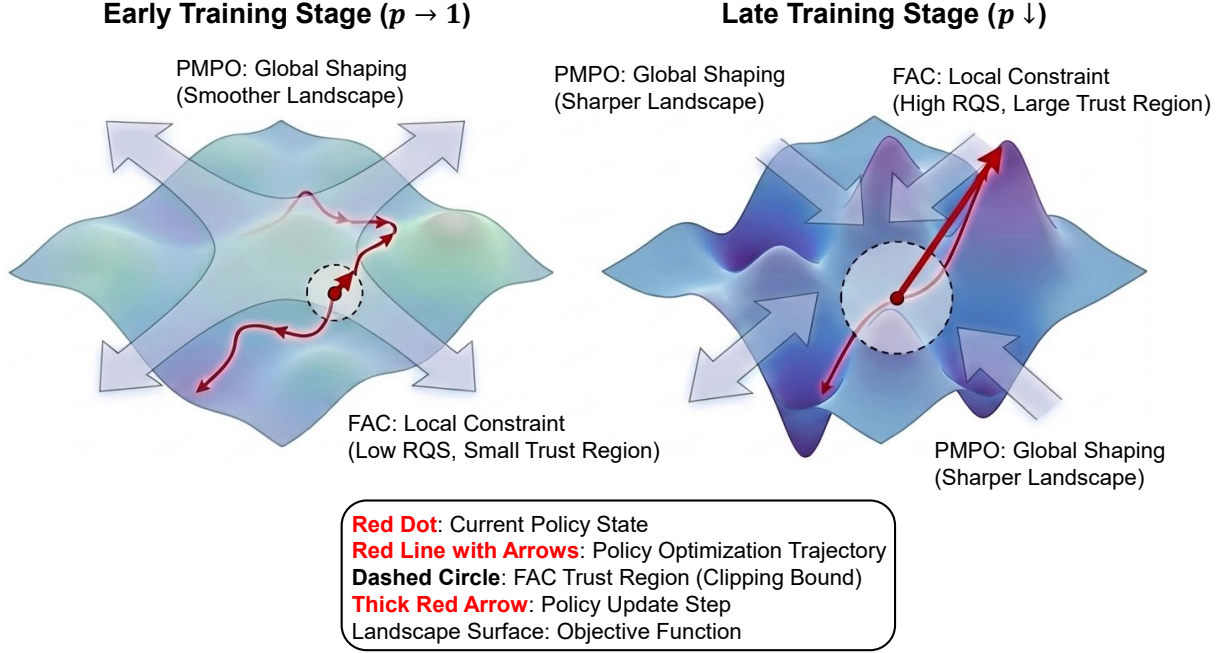 Early Training Stage (p → 1)
Late Training Stage (p ↓)
PMPO: Global Shaping
(Smoother Landscape)
PMPO: Global Shaping
(Sharper Landscape)
FAC: Local Constraint
(High RQS, Large Trust Region)
FAC: Local Constraint
(Low RQS, Small Trust Region)
PMPO: Global Shaping
(Sharper Landscape)
Red Dot: Current Policy State
Red Line with Arrows: Policy Optimization Trajectory
Dashed Circle: FAC Trust Region (Clipping Bound)
Thick Red Arrow: Policy Update Step
Landscape Surface: Objective Function